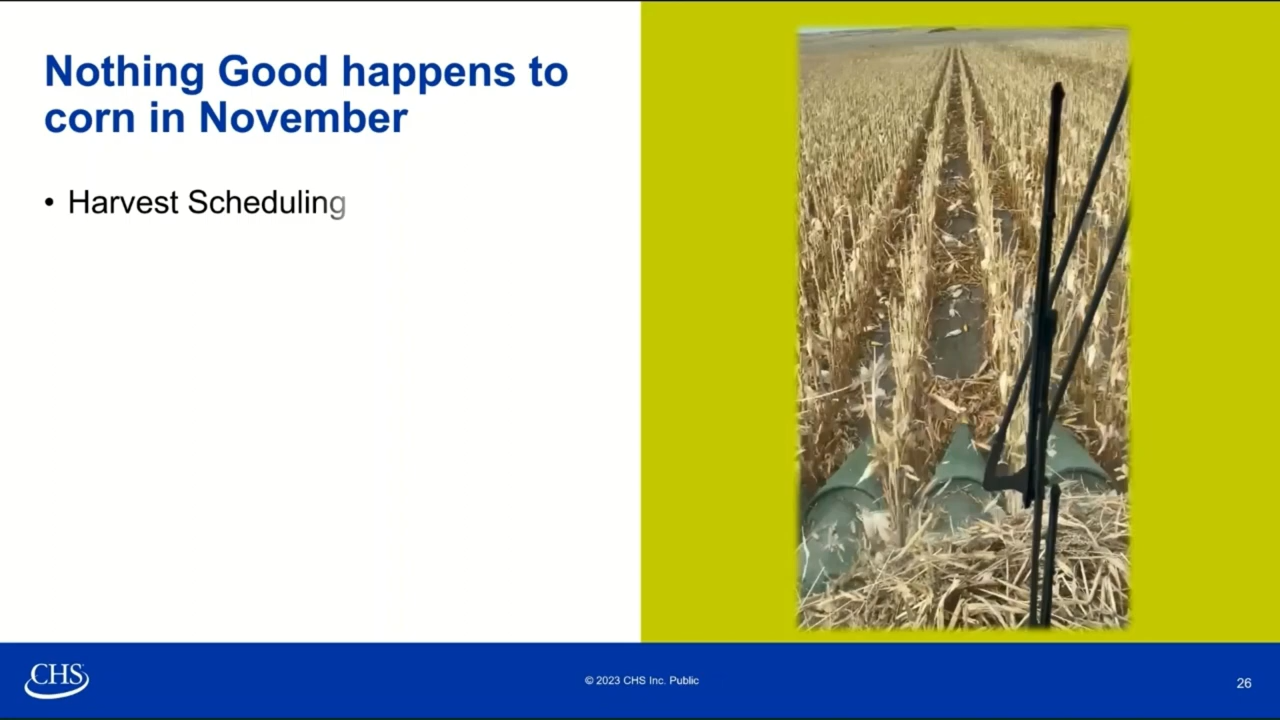 Nothing Good happens to
corn in November
• Harvest Scheduling
CHS
© 2023 CHS Inc. Public
26